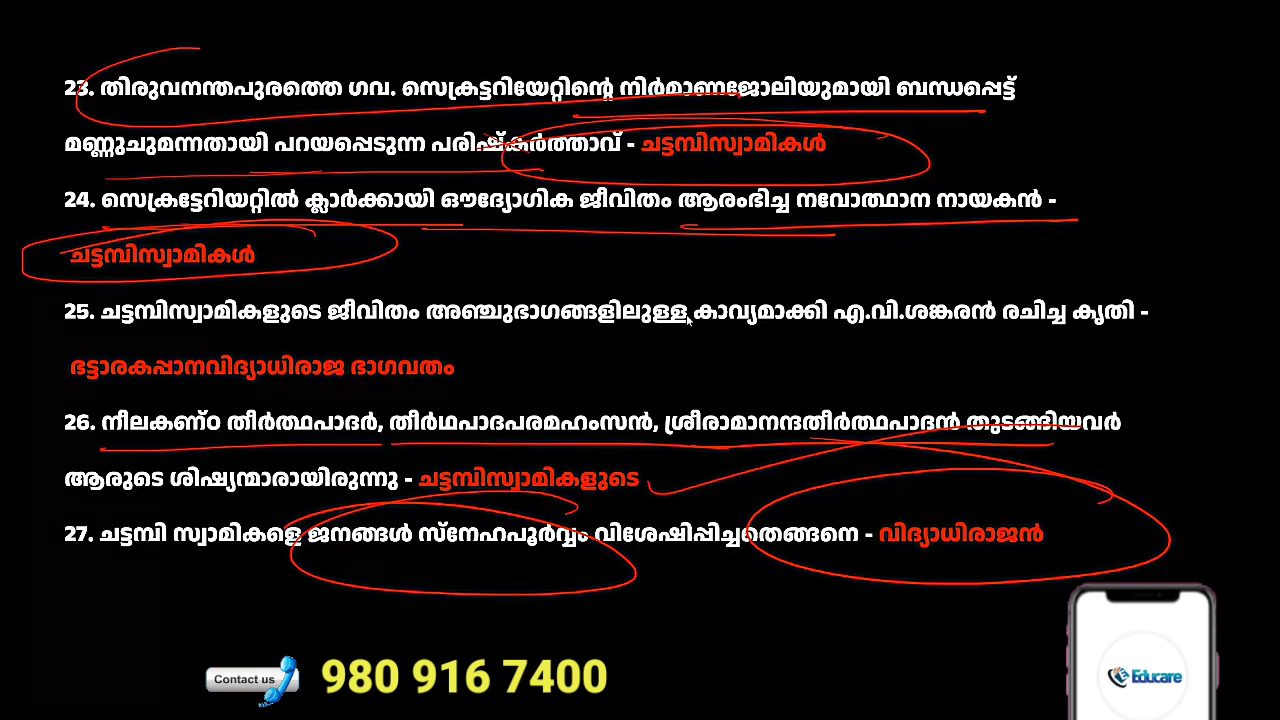 23. തിരുവനന്തപുരത്തെ ഗവ. സെക്രട്ടറിയേറ്റിന്റെ നിർമാണജോലിയുമായി ബന്ധപ്പെട്ട്
മണ്ണുചുമന്നതായി പറയപ്പെടുന്ന പരിഷ്കർത്താവ് - ചട്ടമ്പിസ്വാമികൾ
24. സെക്രട്ടേറിയറ്റിൽ ക്ലാർക്കായി ഔദ്യോഗിക ജീവിതം ആരംഭിച്ച നവോത്ഥാന നായകൻ -
ചട്ടമ്പിസ്വാമികൾ
25. ചട്ടമ്പിസ്വാമികളുടെ ജീവിതം അഞ്ചുഭാഗങ്ങളിലുള്ള കാവ്യമാക്കി എ.വി.ശങ്കരൻ രചിച്ച കൃതി -
ഭട്ടാരകപ്പാനവിദ്യാധിരാജ ഭാഗവതം
26. നീലകണ്ഠ തീർത്ഥപാദർ, തീർഥപാദപരമഹംസൻ, ശ്രീരാമാനന്ദതീർത്ഥപാദൻ തുടങ്ങിയവർ
ആരുടെ ശിഷ്യന്മാരായിരുന്നു - ചട്ടമ്പിസ്വാമികളുടെ
27. ചട്ടമ്പി സ്വാമികളെ ജനങ്ങൾ സ്നേഹപൂർവ്വം വിശേഷിപ്പിച്ചതെങ്ങനെ - വിദ്യാധിരാജൻ
Contact us 980 916 7400
Educare